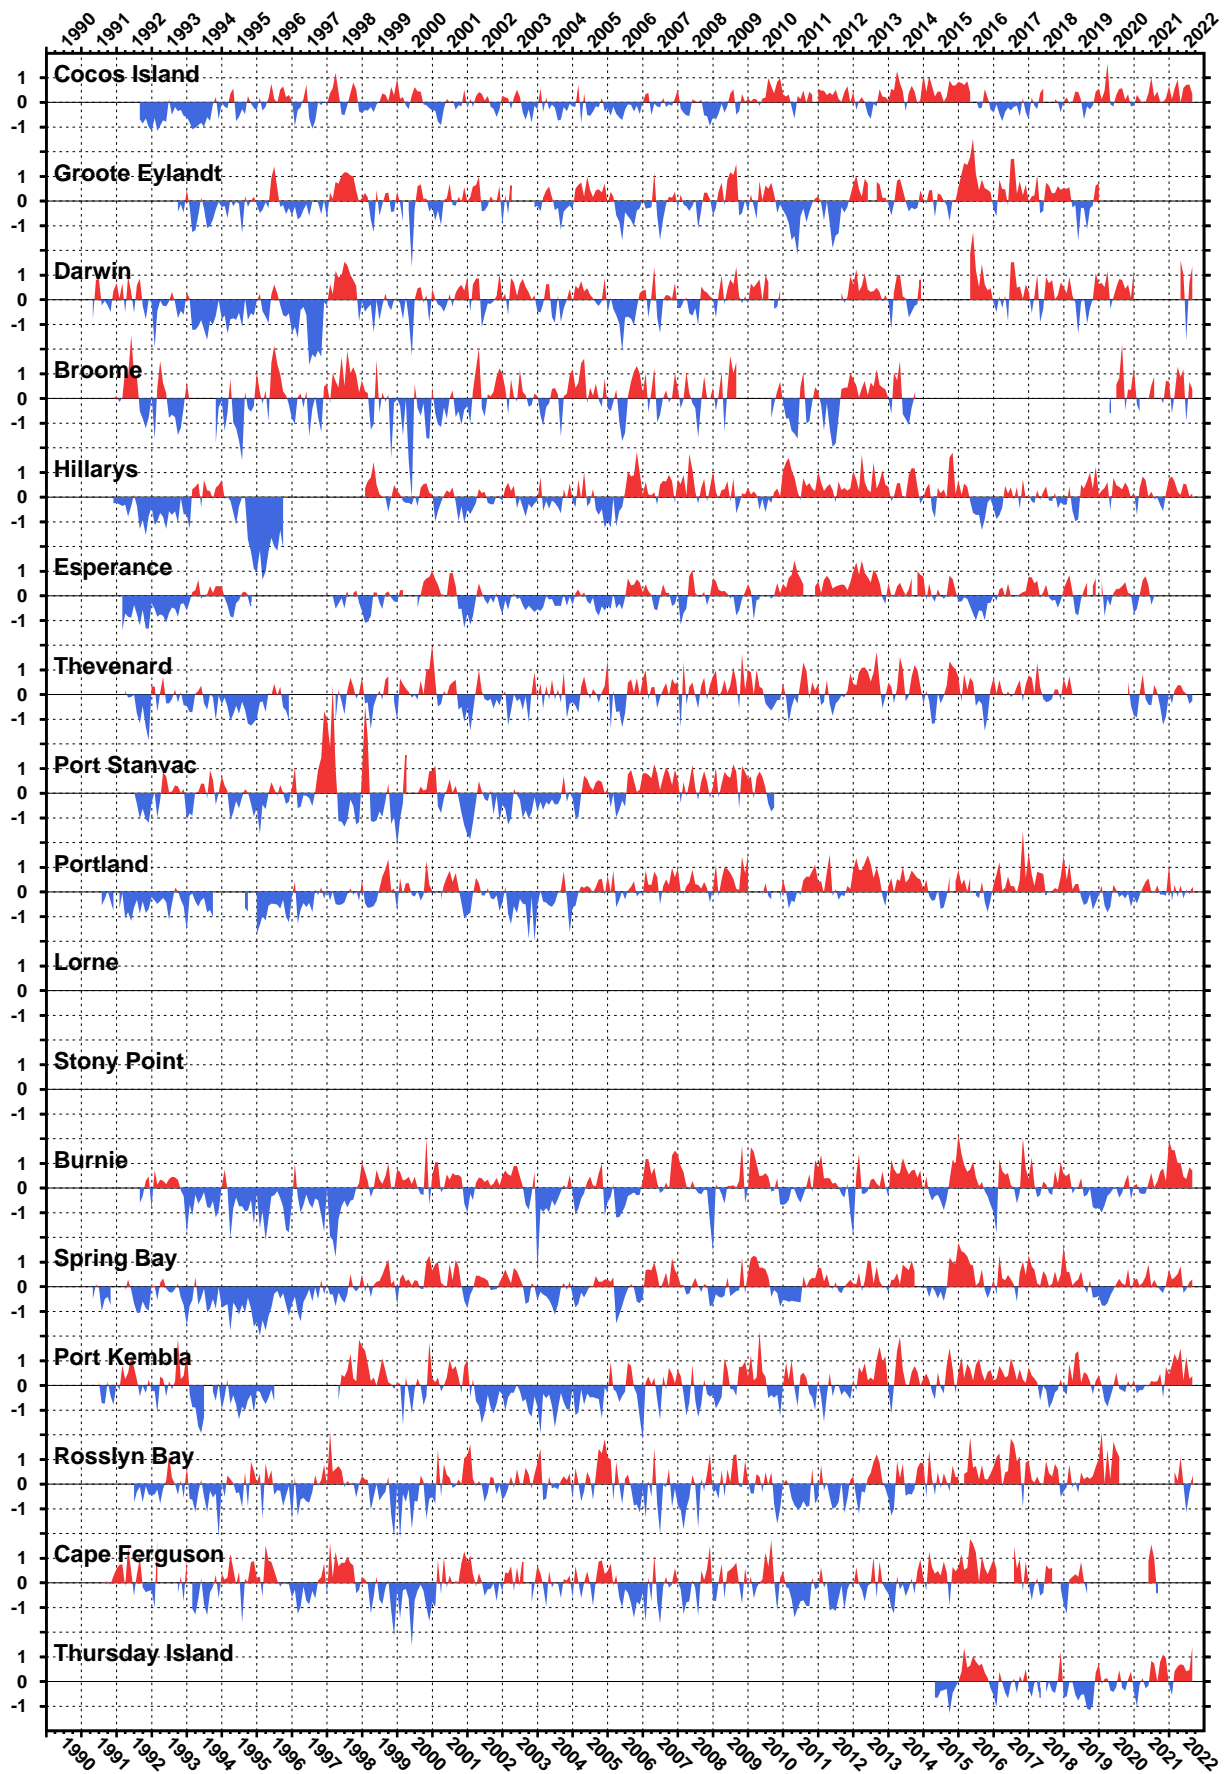 1990 1991 1992 1993 1994 1995 1996 1997 1998 1999 2000 2001 2002 2003 2004 2005 2006 2007 2008 2009 2010 2011 2012 2013 2014 2015 2016 2017 2018 2019 2020 2021 2022
Cocos Island
1
0
-1
Groote Eylandt
1
0
-1
Darwin
1
0
-1
Broome
1
0
-1
Hillarys
1
0
-1
Esperance
1
0
-1
Thevenard
1
0
-1
Port Stanvac
1
0
-1
Portland
1
0
-1
Lorne
1
0
-1
Stony Point
1
0
-1
Burnie
1
0
-1
Spring Bay
1
0
-1
Port Kembla
1
0
-1
Rosslyn Bay
1
0
-1
Cape Ferguson
1
0
-1
Thursday Island
1
0
-1
1990 1991 1992 1993 1994 1995 1996 1997 1998 1999 2000 2001 2002 2003 2004 2005 2006 2007 2008 2009 2010 2011 2012 2013 2014 2015 2016 2017 2018 2019 2020 2021 2022